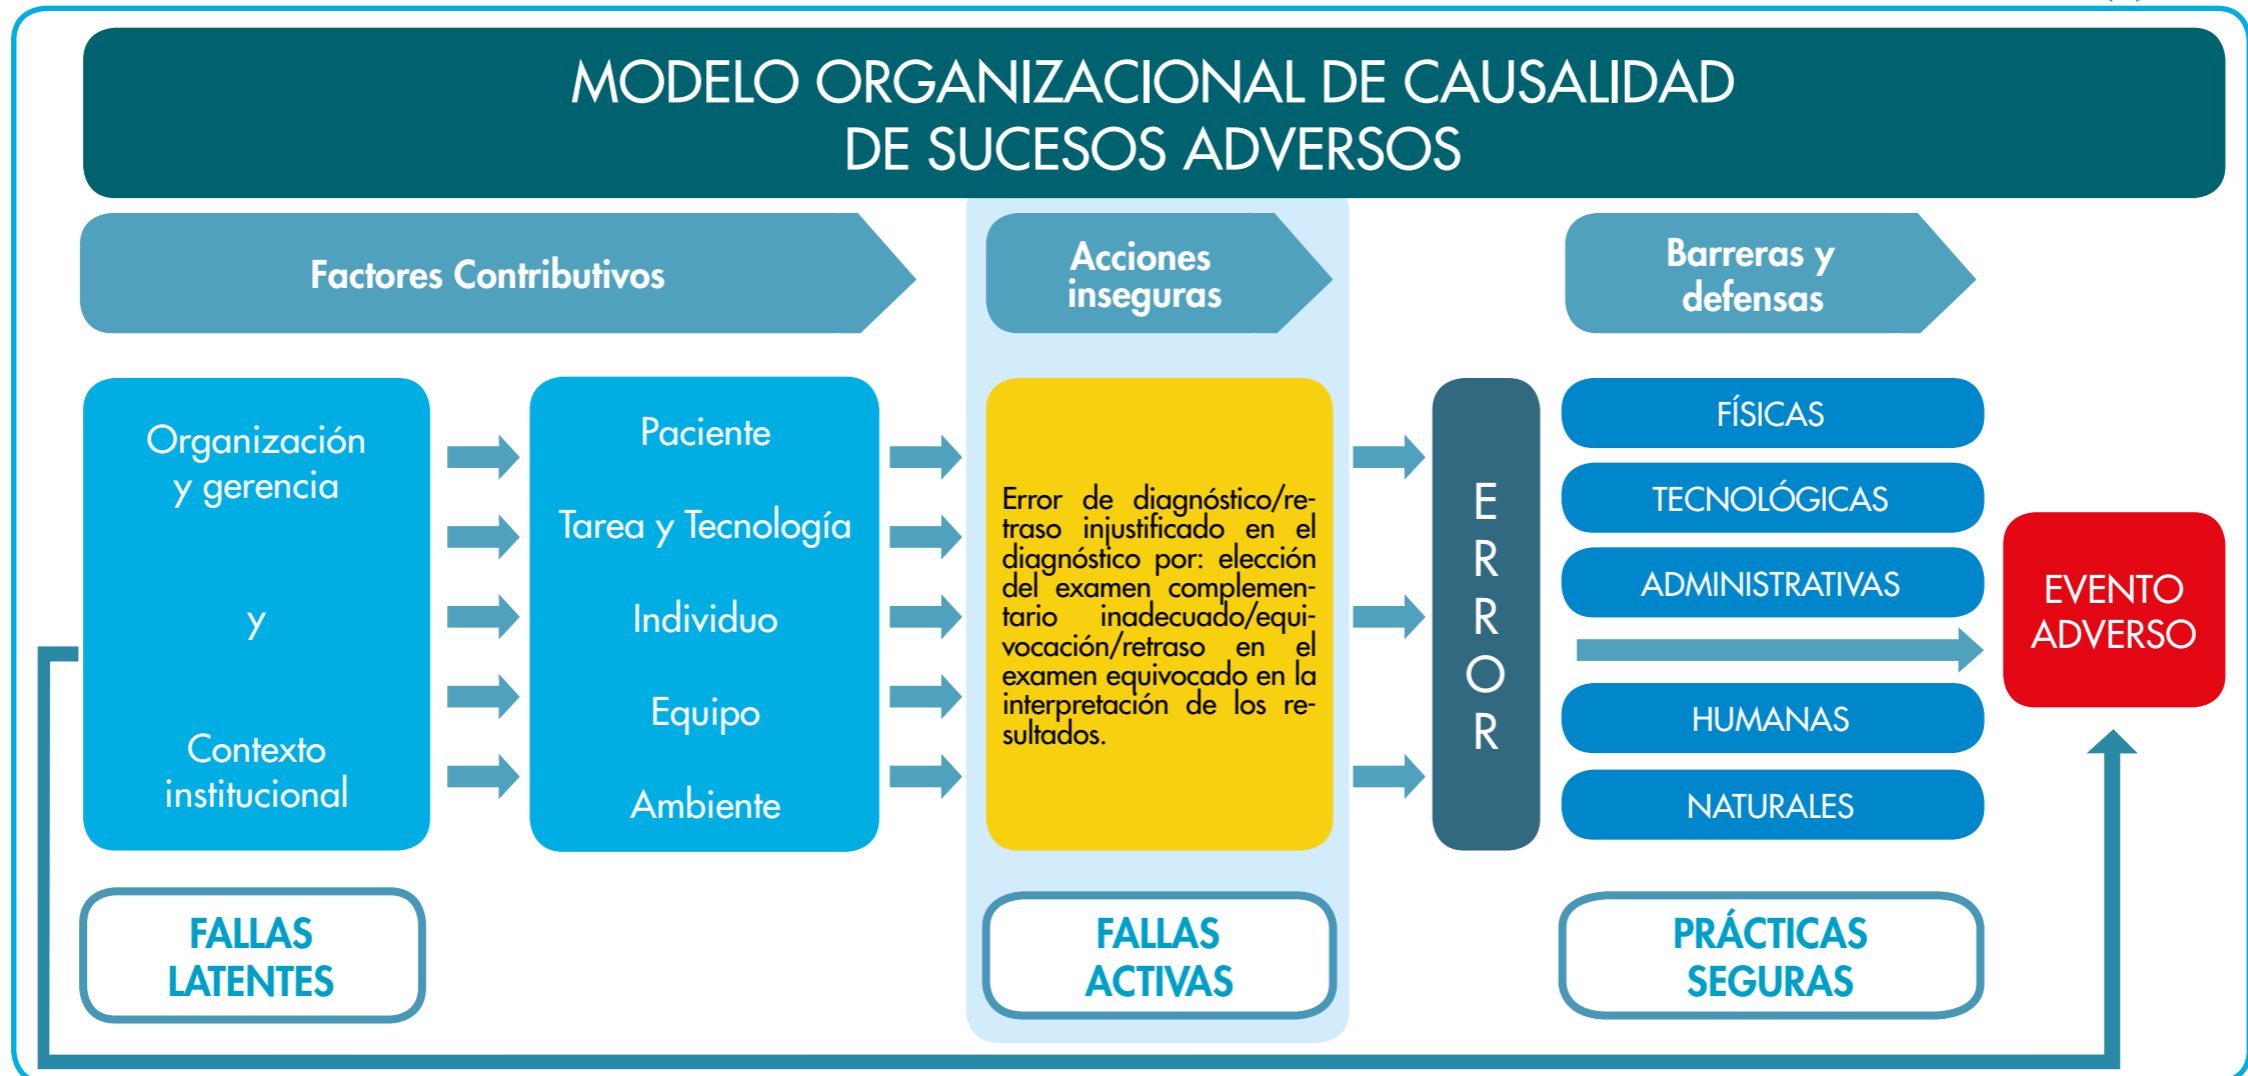 MODELO ORGANIZACIONAL DE CAUSALIDAD
DE SUCESOS ADVERSOS
Factores Contributivos
Acciones
inseguras
Barreras y
defensas
Organización
y gerencia
y
Contexto
institucional
Paciente
Tarea y Tecnología
Individuo
Equipo
Ambiente
Error de diagnóstico/re-
traso injustificado en el
diagnóstico por: elección
del examen complemen-
tario inadecuado/equi-
vocación/retraso en el
examen equivocado en la
interpretación de los re-
sultados.
E
R
R
O
R
FÍSICAS
TECNOLÓGICAS
ADMINISTRATIVAS
HUMANAS
NATURALES
EVENTO
ADVERSO
FALLAS
LATENTES
FALLAS
ACTIVAS
PRÁCTICAS
SEGURAS